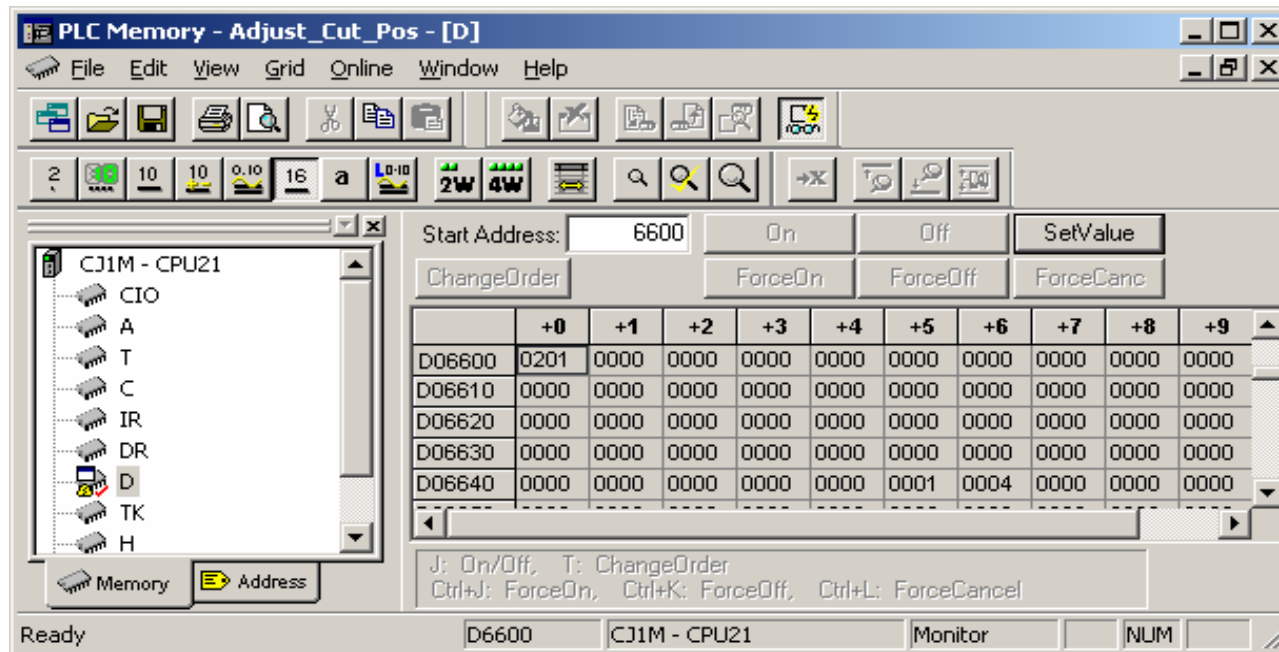 PLC Memory - Adjust_Cut_Pos - [D]
File Edit View Grid Online Window Help
2 10 10 0.10 16 a L0-10 2W 4W
Start Address: 6600 On Off SetValue
ChangeOrder ForceOn ForceOff ForceCanc
CJ1M - CPU21
CIO
A
T
C
IR
DR
D
TK
H
Memory Address
+0 +1 +2 +3 +4 +5 +6 +7 +8 +9
D06600 0201 0000 0000 0000 0000 0000 0000 0000 0000 0000
D06610 0000 0000 0000 0000 0000 0000 0000 0000 0000 0000
D06620 0000 0000 0000 0000 0000 0000 0000 0000 0000 0000
D06630 0000 0000 0000 0000 0000 0000 0000 0000 0000 0000
D06640 0000 0000 0000 0000 0000 0001 0004 0000 0000 0000
J: On/Off, T: ChangeOrder
Ctrl+J: ForceOn, Ctrl+K: ForceOff, Ctrl+L: ForceCancel
Ready D6600 CJ1M - CPU21 Monitor NUM